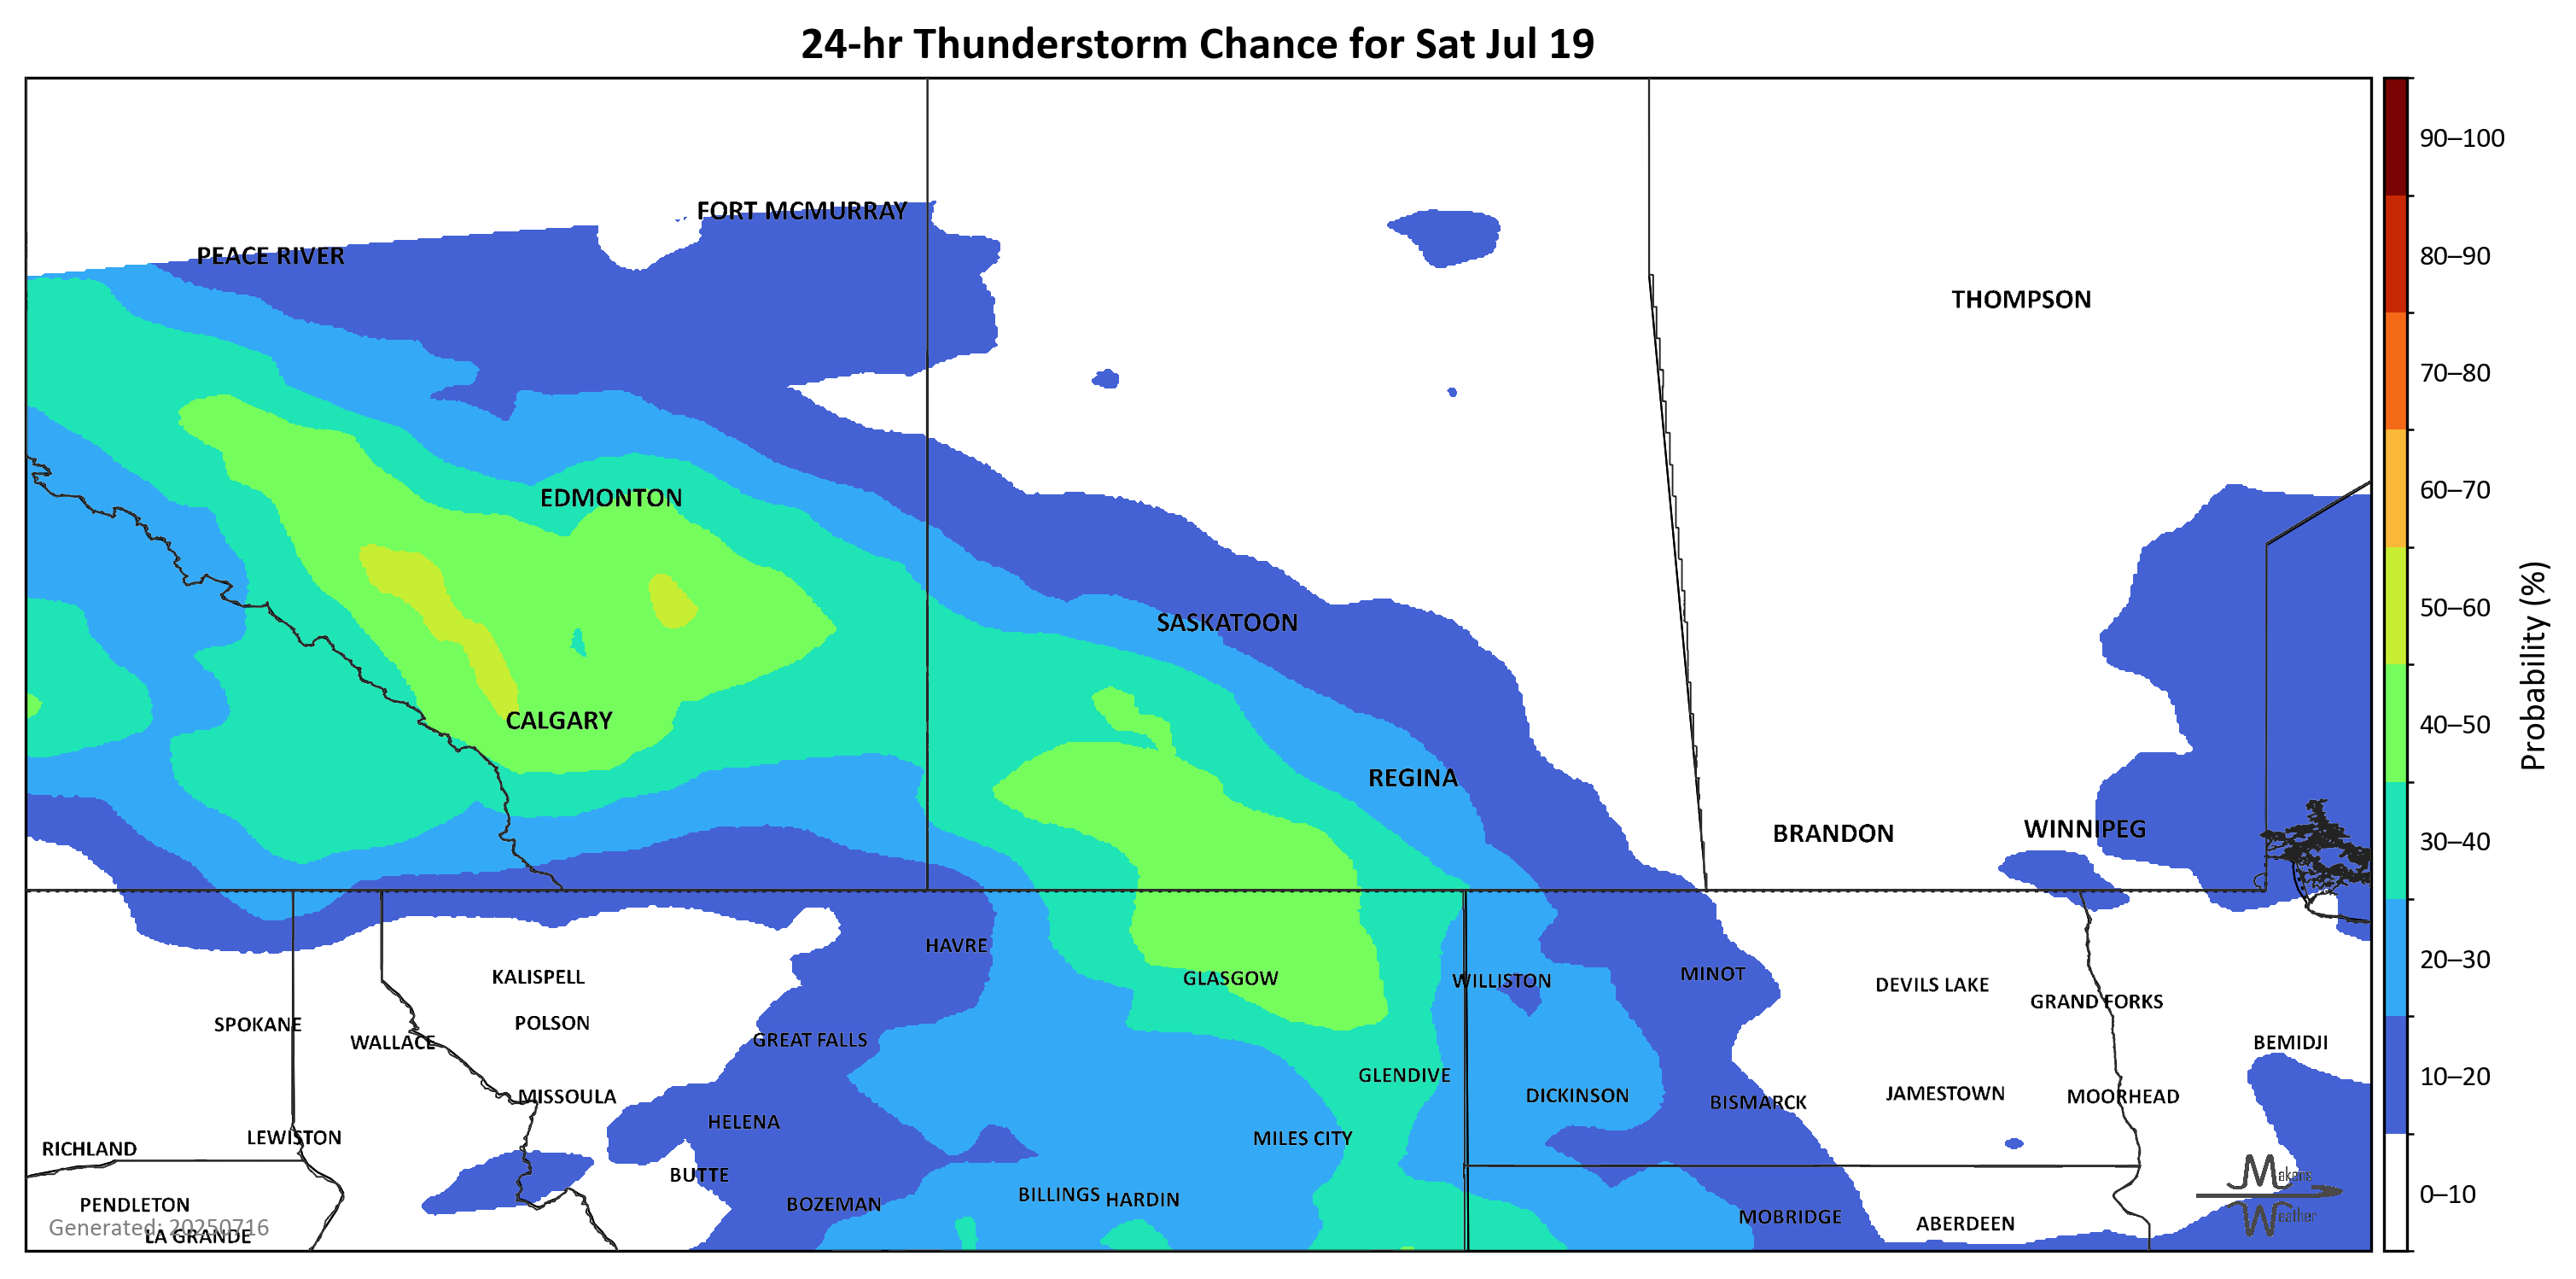 24-hr Thunderstorm Chance for Sat Jul 19
FORT MCMURRAY
PEACE RIVER
THOMPSON
EDMONTON
SASKATOON
CALGARY
REGINA
BRANDON
WINNIPEG
HAVRE
KALISPELL
GLASGOW
WILLISTON
MINOT
DEVILS LAKE
GRAND FORKS
SPOKANE
POLSON
WALLACE
GREAT FALLS
BEMIDJI
GLENDIVE
MISSOULA
DICKINSON
BISMARCK
JAMESTOWN
MOORHEAD
HELENA
LEWISTON
MILES CITY
RICHLAND
BUTTE
PENDLETON
BOZEMAN
BILLINGS
HARDIN
MOBRIDGE
ABERDEEN
Generated: 20250716
LA GRANDE
Makens
Weather
90–100
80–90
70–80
60–70
50–60
40–50
30–40
20–30
10–20
0–10
Probability (%)